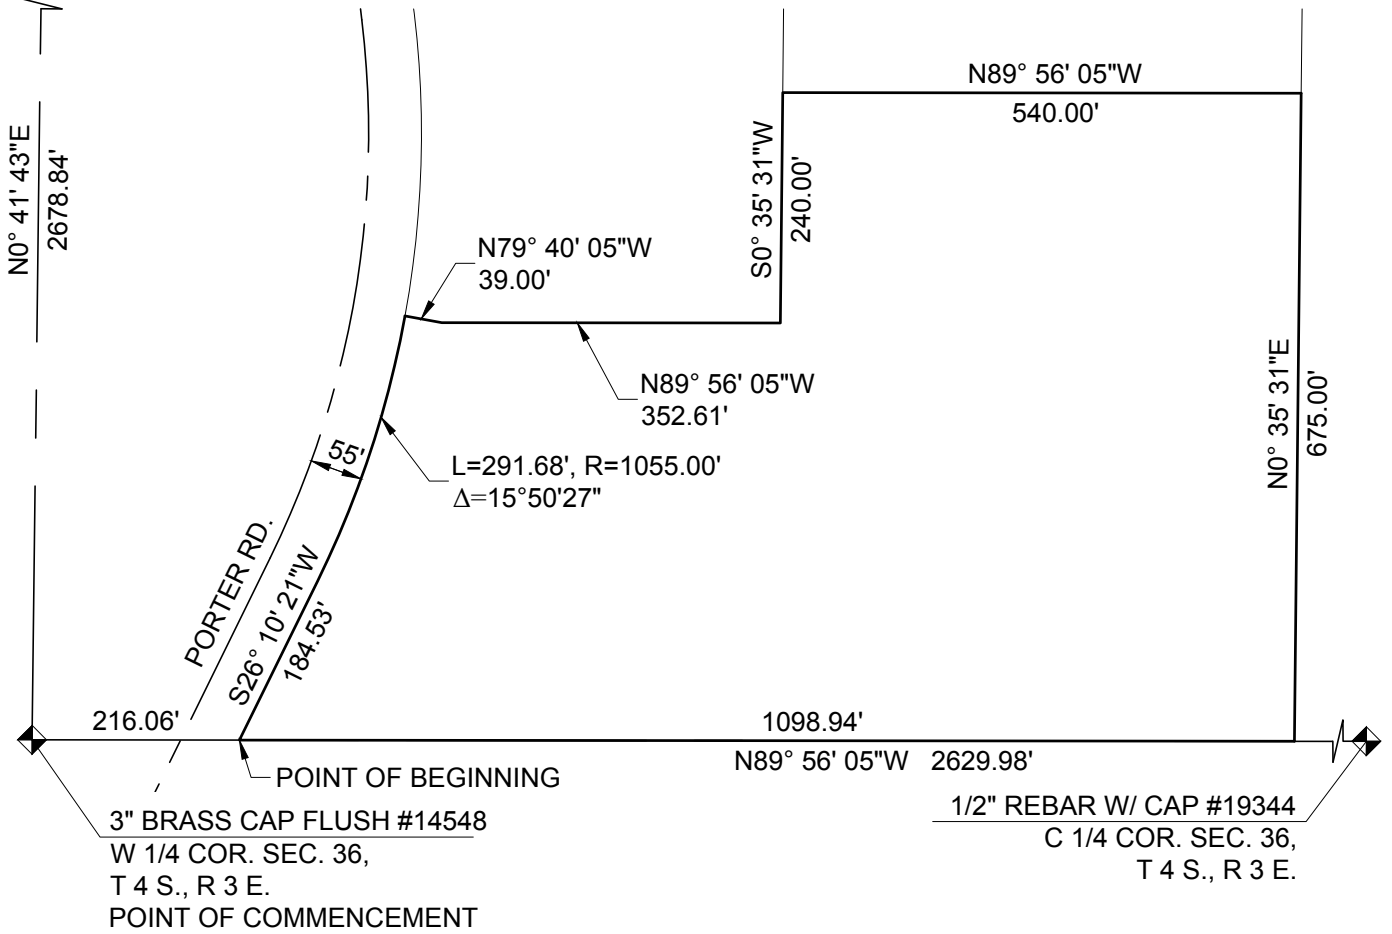 N89° 56' 05"W
540.00'
N0° 41' 43"E
2678.84'
S0° 35' 31"W
240.00'
N79° 40' 05"W
39.00'
N89° 56' 05"W
352.61'
N0° 35' 31"E
675.00'
55'
L=291.68', R=1055.00'
Δ=15°50'27"
PORTER RD.
S26° 10' 21"W
184.53'
216.06'
1098.94'
N89° 56' 05"W 2629.98'
POINT OF BEGINNING
3" BRASS CAP FLUSH #14548
W 1/4 COR. SEC. 36,
T 4 S., R 3 E.
POINT OF COMMENCEMENT
1/2" REBAR W/ CAP #19344
C 1/4 COR. SEC. 36,
T 4 S., R 3 E.